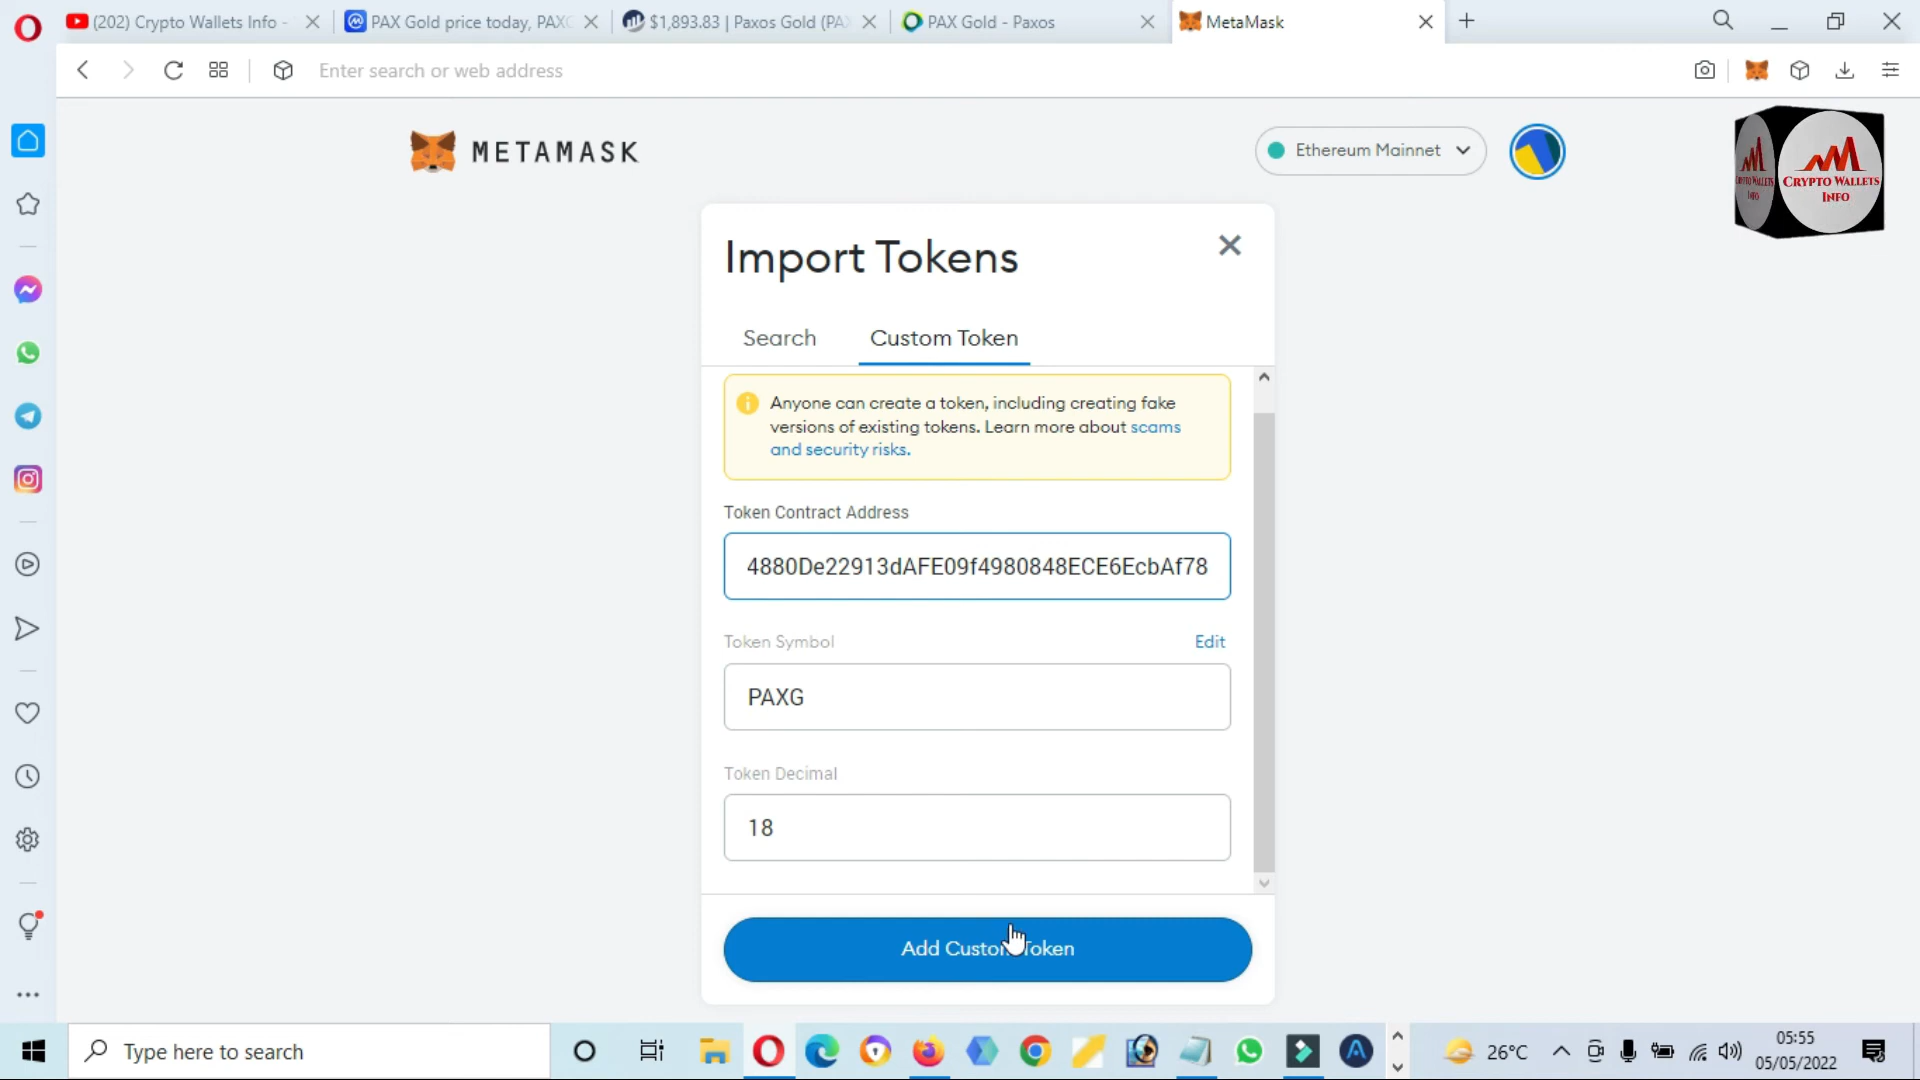 (202) Crypto Wallets Info -
PAX Gold price today, PAXG
$1,893.83 | Paxos Gold (PA
PAX Gold - Paxos
MetaMask
Enter search or web address
METAMASK
Ethereum Mainnet
CRYPTO WALLETS
INFO
CRYPTO WALLETS
INFO
Import Tokens
Search
Custom Token
Anyone can create a token, including creating fake
versions of existing tokens. Learn more about scams
and security risks.
Token Contract Address
4880De22913dAFE09f4980848ECE6EcbAf78
Token Symbol
Edit
PAXG
Token Decimal
18
Add Custom Token
Type here to search
26°C
05:55
05/05/2022